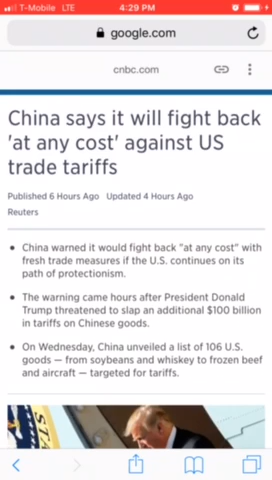 T-Mobile LTE 4:29 PM
google.com
cnbc.com
China says it will fight back
'at any cost' against US
trade tariffs
Published 6 Hours Ago Updated 4 Hours Ago
Reuters
China warned it would fight back "at any cost" with
fresh trade measures if the U.S. continues on its
path of protectionism.
The warning came hours after President Donald
Trump threatened to slap an additional $100 billion
in tariffs on Chinese goods.
On Wednesday, China unveiled a list of 106 U.S.
goods — from soybeans and whiskey to frozen beef
and aircraft — targeted for tariffs.